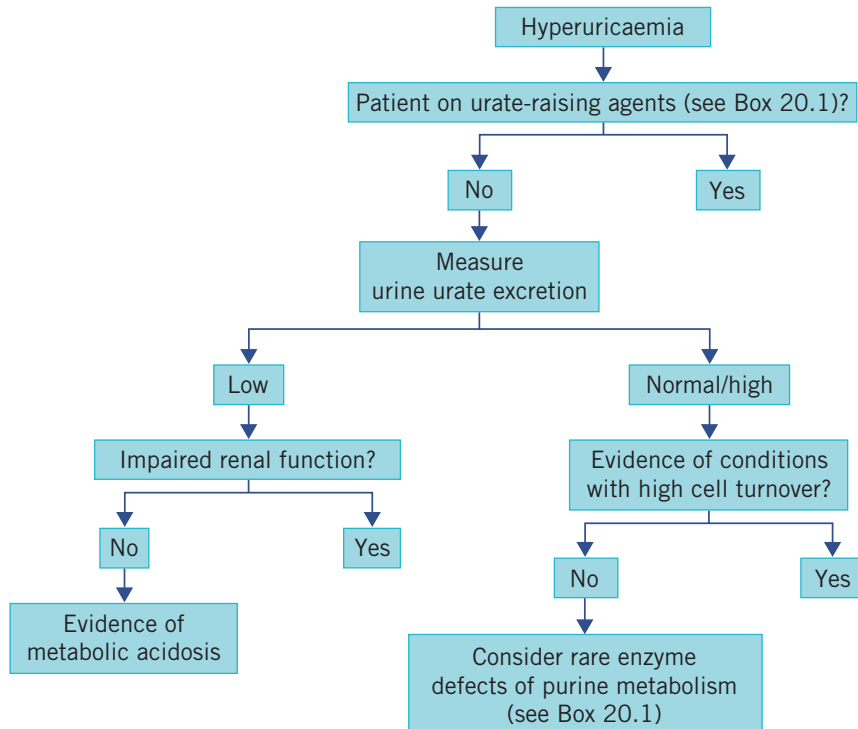 Hyperuricaemia
Patient on urate-raising agents (see Box 20.1)?
No
Yes
Measure
urine urate excretion
Low
Normal/high
Impaired renal function?
Evidence of conditions
with high cell turnover?
No
Yes
No
Yes
Evidence of
metabolic acidosis
Consider rare enzyme
defects of purine metabolism
(see Box 20.1)